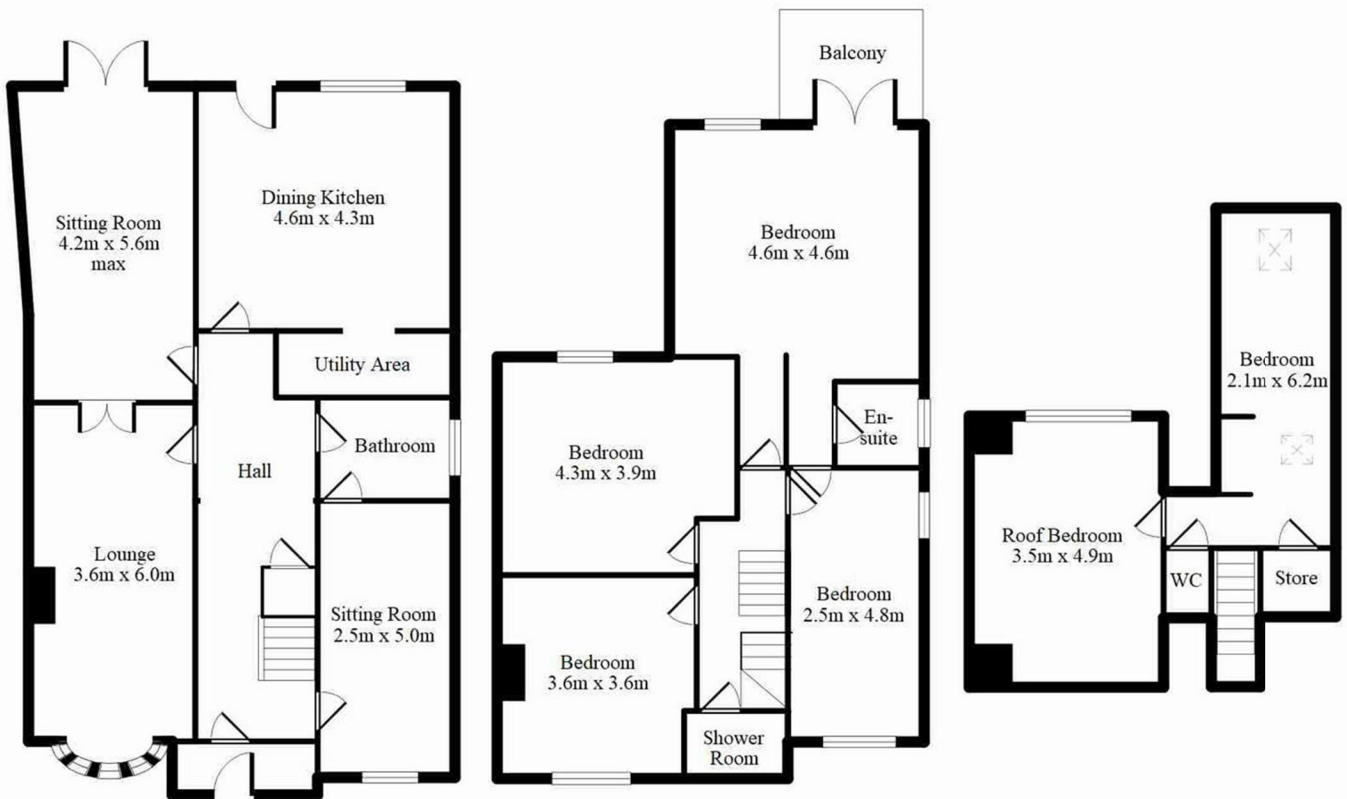 Sitting Room
4.2m x 5.6m
max
Dining Kitchen
4.6m x 4.3m
Utility Area
Bathroom
Hall
Lounge
3.6m x 6.0m
Sitting Room
2.5m x 5.0m
Balcony
Bedroom
4.6m x 4.6m
En-
suite
Bedroom
4.3m x 3.9m
Bedroom
2.5m x 4.8m
Bedroom
3.6m x 3.6m
Shower
Room
Bedroom
2.1m x 6.2m
Roof Bedroom
3.5m x 4.9m
WC
Store